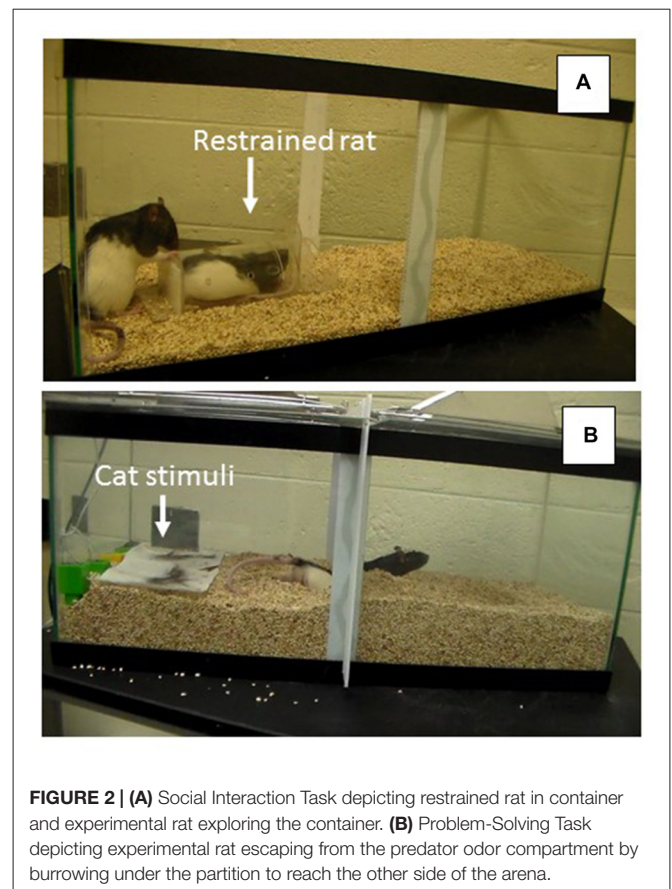 A
Restrained rat
B
Cat stimuli
FIGURE 2 | (A) Social Interaction Task depicting restrained rat in container
and experimental rat exploring the container. (B) Problem-Solving Task
depicting experimental rat escaping from the predator odor compartment by
burrowing under the partition to reach the other side of the arena.